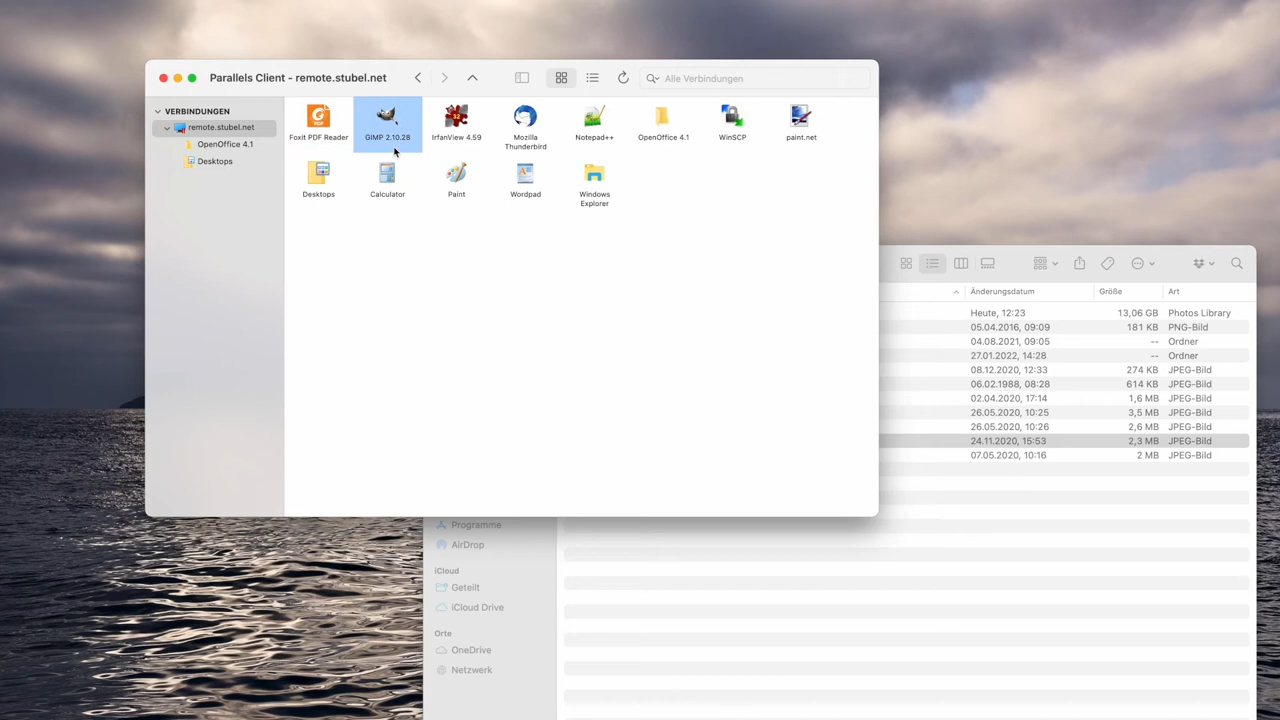 Parallels Client - remote.stubel.net
Alle Verbindungen
VERBINDUNGEN
remote.stubel.net
OpenOffice 4.1
Desktops
Foxit PDF Reader
GIMP 2.10.28
IrfanView 4.59
Mozilla
Thunderbird
Notepad++
OpenOffice 4.1
WinSCP
paint.net
Desktops
Calculator
Paint
Wordpad
Windows
Explorer
Änderungsdatum Größe Art
Heute, 12:23 13,06 GB Photos Library
05.04.2016, 09:09 181 KB PNG-Bild
04.08.2021, 09:05 -- Ordner
27.01.2022, 14:28 -- Ordner
08.12.2020, 12:33 274 KB JPEG-Bild
06.02.1988, 08:28 614 KB JPEG-Bild
02.04.2020, 17:14 1,6 MB JPEG-Bild
26.05.2020, 10:25 3,5 MB JPEG-Bild
26.05.2020, 10:26 2,6 MB JPEG-Bild
24.11.2020, 15:53 2,3 MB JPEG-Bild
07.05.2020, 10:16 2 MB JPEG-Bild
Programme
AirDrop
iCloud
Geteilt
iCloud Drive
Orte
OneDrive
Netzwerk